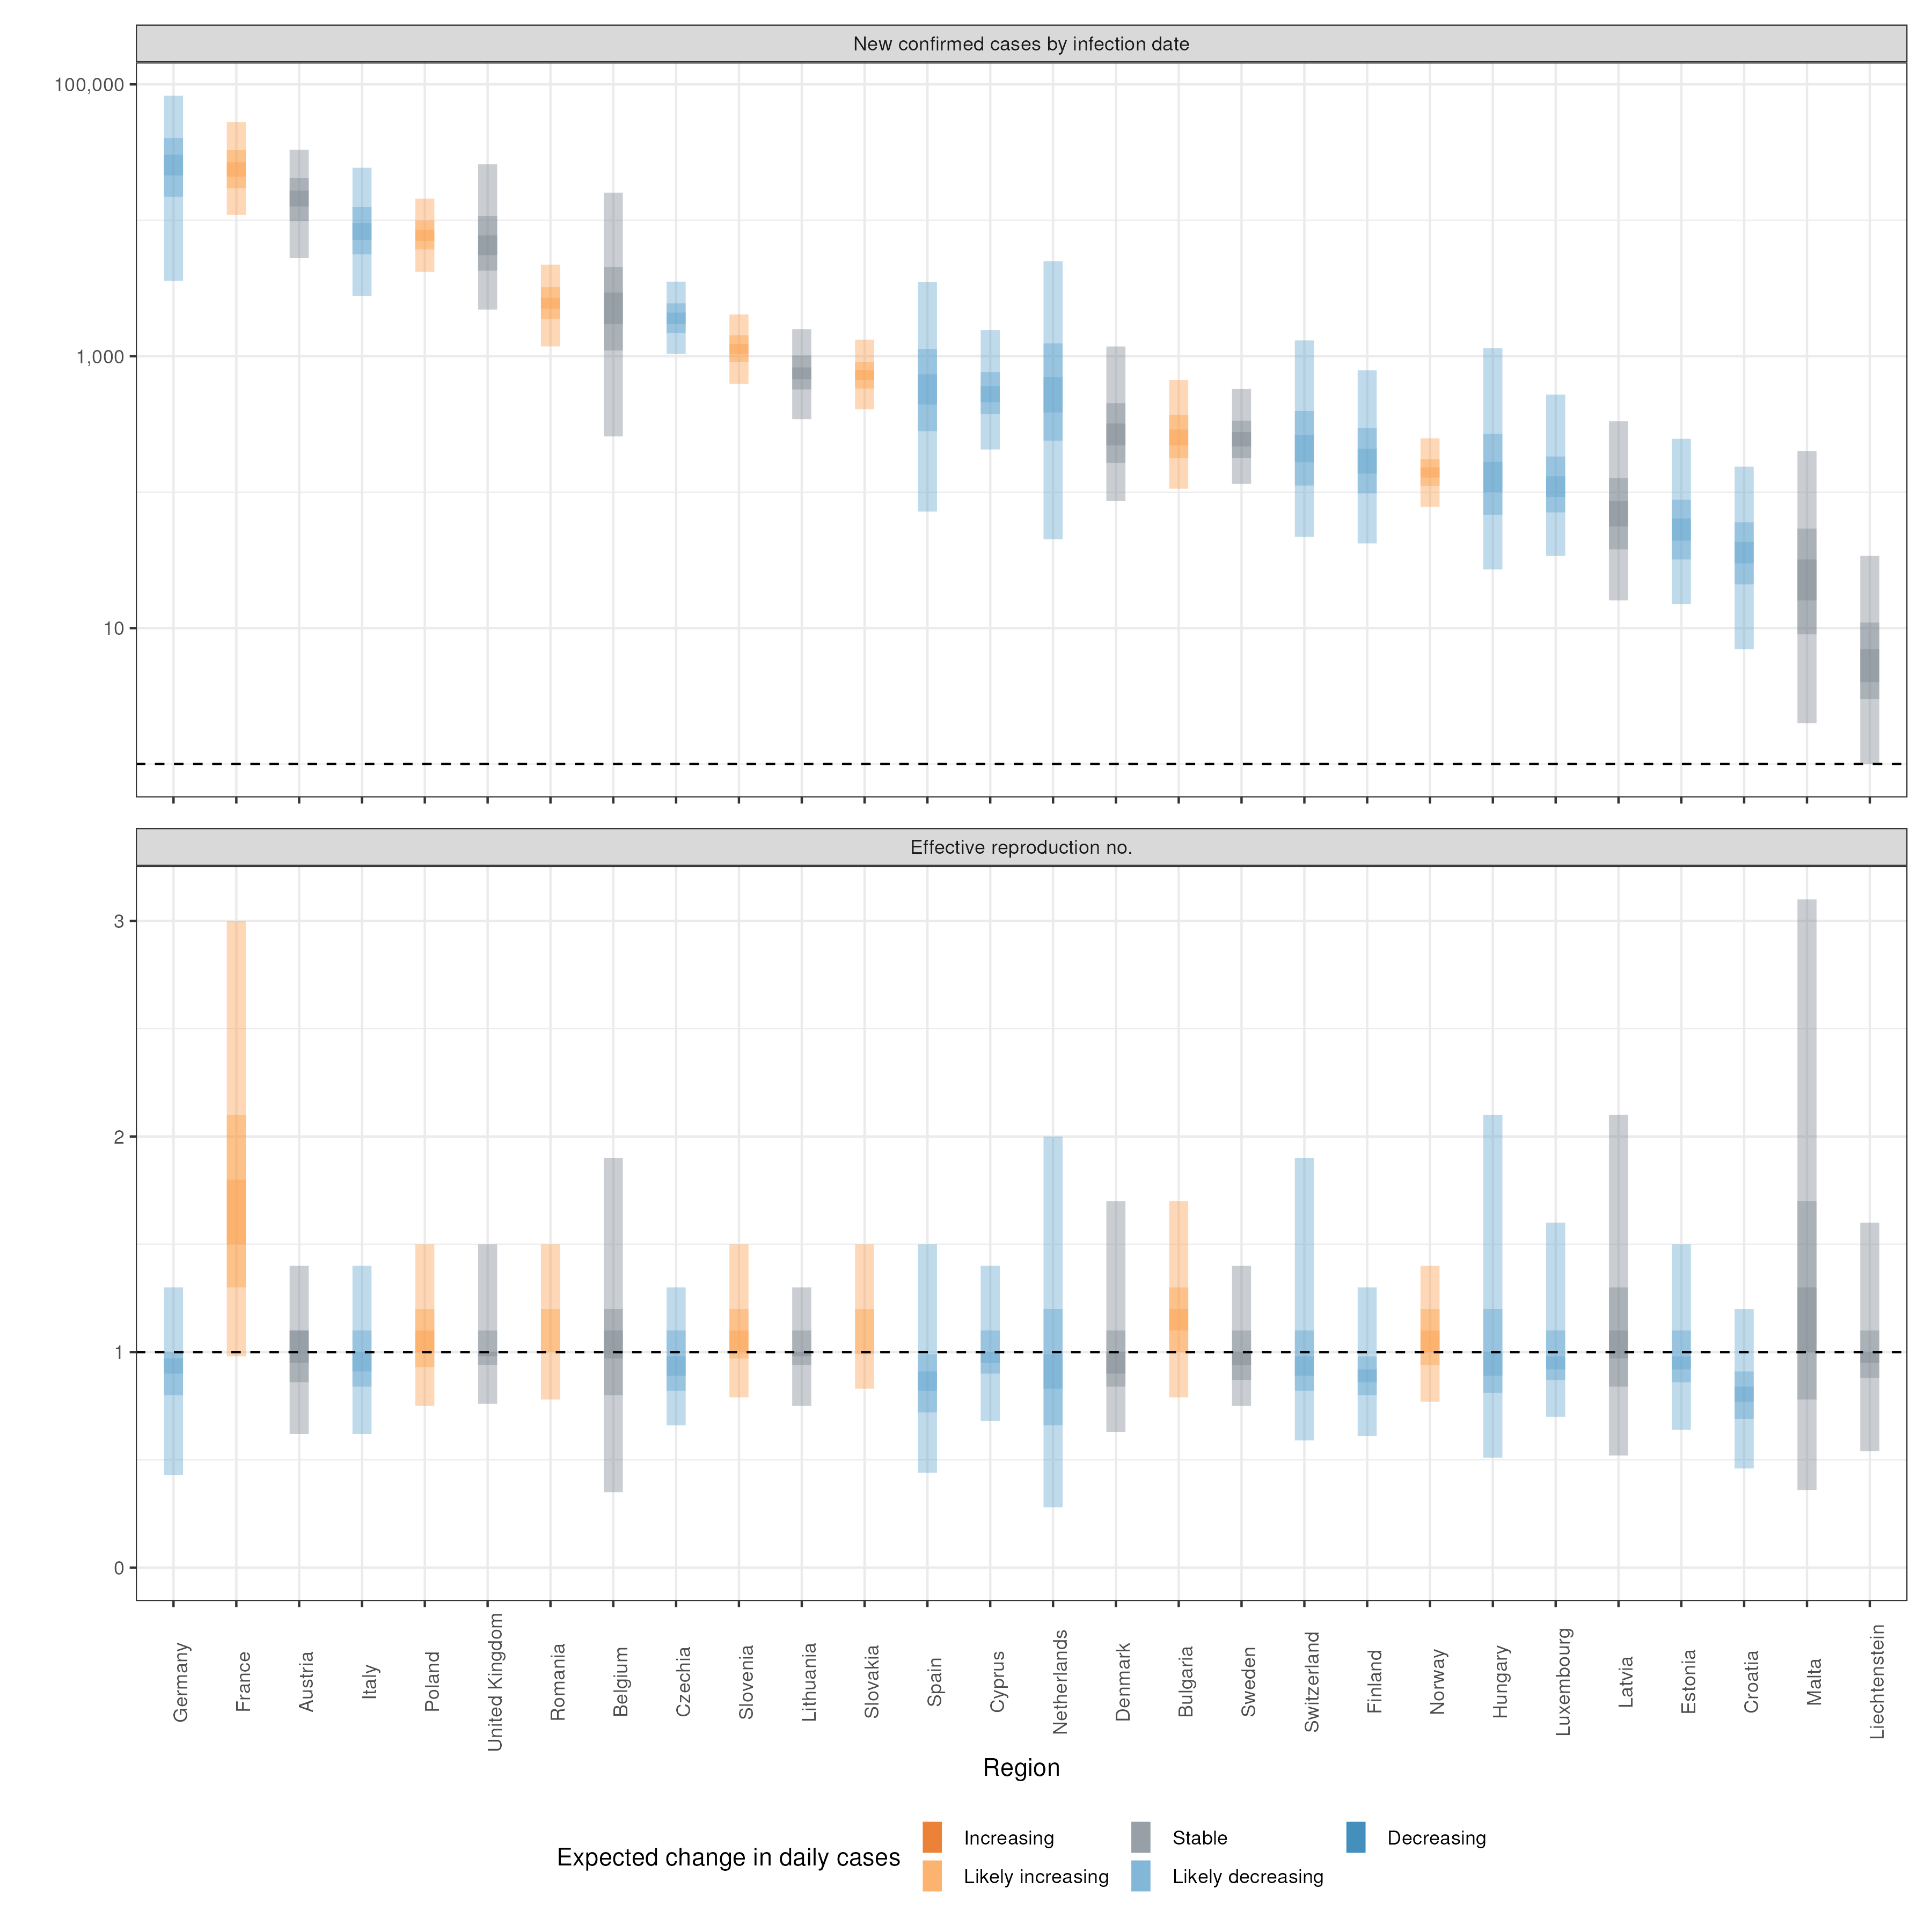 New confirmed cases by infection date
100,000
1,000
10
Effective reproduction no.
3
2
1
0
Germany
France
Austria
Italy
Poland
United Kingdom
Romania
Belgium
Czechia
Slovenia
Lithuania
Slovakia
Spain
Cyprus
Netherlands
Denmark
Bulgaria
Sweden
Switzerland
Finland
Norway
Hungary
Luxembourg
Latvia
Estonia
Croatia
Malta
Liechtenstein
Region
Expected change in daily cases
Increasing
Likely increasing
Stable
Likely decreasing
Decreasing